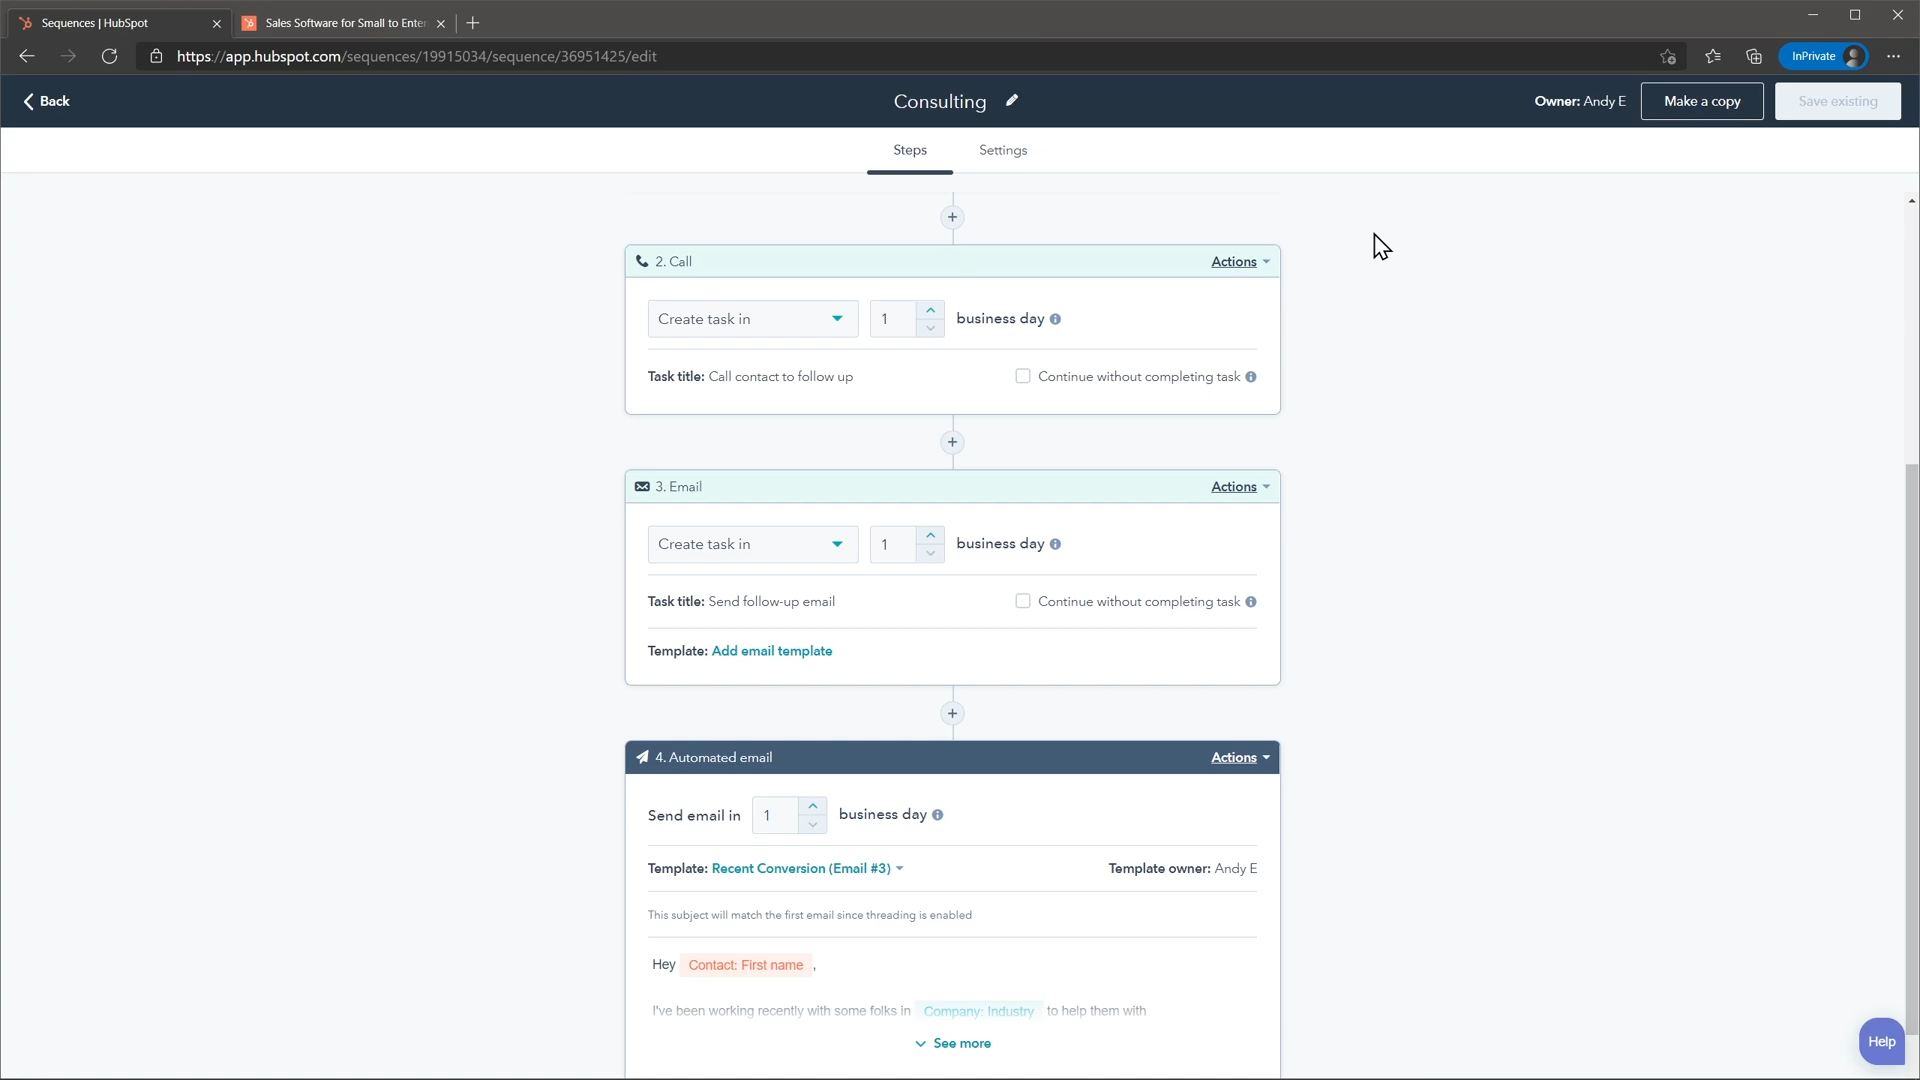 Sequences | HubSpot
Sales Software for Small to Enter
https://app.hubspot.com/sequences/19915034/sequence/36951425/edit
InPrivate
Back
Consulting
Owner: Andy E
Make a copy
Save existing
Steps
Settings
2. Call
Actions
Create task in
1
business day
Task title: Call contact to follow up
Continue without completing task
3. Email
Actions
Create task in
1
business day
Task title: Send follow-up email
Continue without completing task
Template: Add email template
4. Automated email
Actions
Send email in
1
business day
Template: Recent Conversion (Email #3)
Template owner: Andy E
This subject will match the first email since threading is enabled
Hey Contact: First name ,
I've been working recently with some folks in Company: Industry to help them with
See more
Help